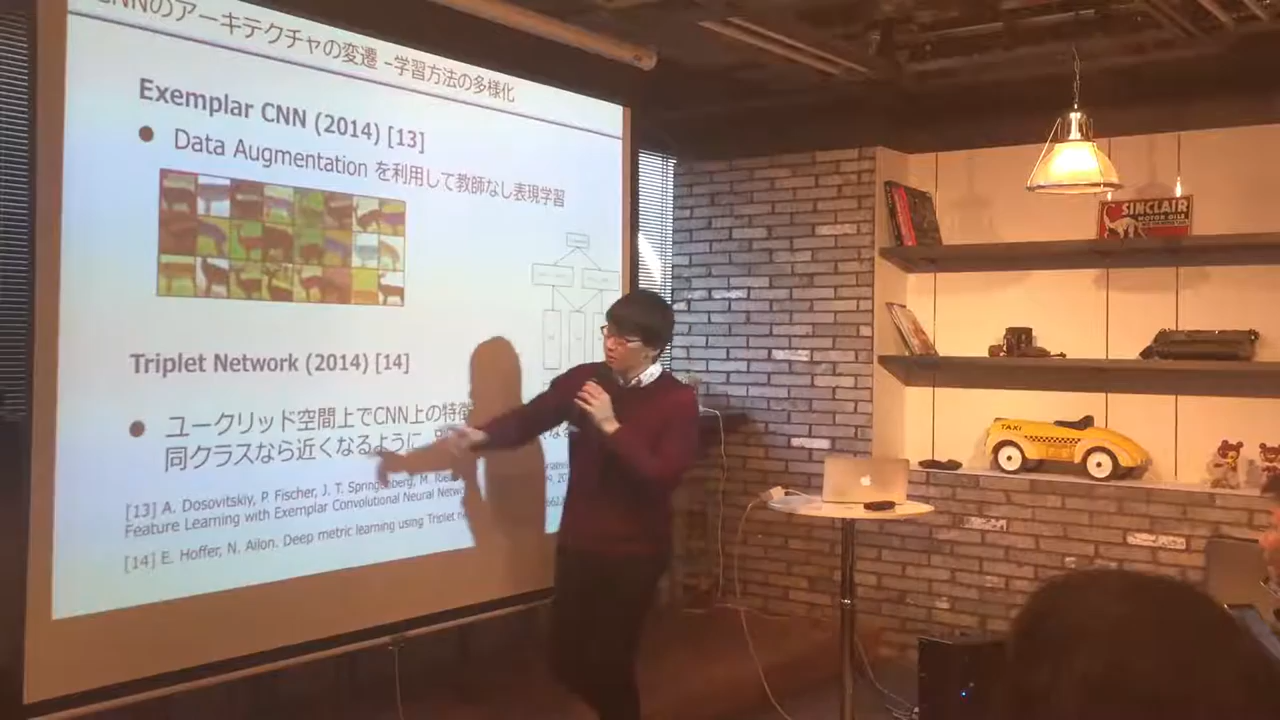 CNNのアーキテクチャの変遷 –学習方法の多様化
Exemplar CNN (2014) [13]
Data Augmentation を利用して教師なし表現学習
Triplet Network (2014) [14]
ユークリッド空間上でCNN上の特徴
同クラスなら近くなるように
[13] A. Dosovitskiy, P. Fischer, J. T. Springenberg, M.
Feature Learning with Exemplar Convolutional Neural
[14] E. Hoffer, N. Ailon. Deep metric learning using Triplet
SINCLAIR
MOTOR OILS
TAXI